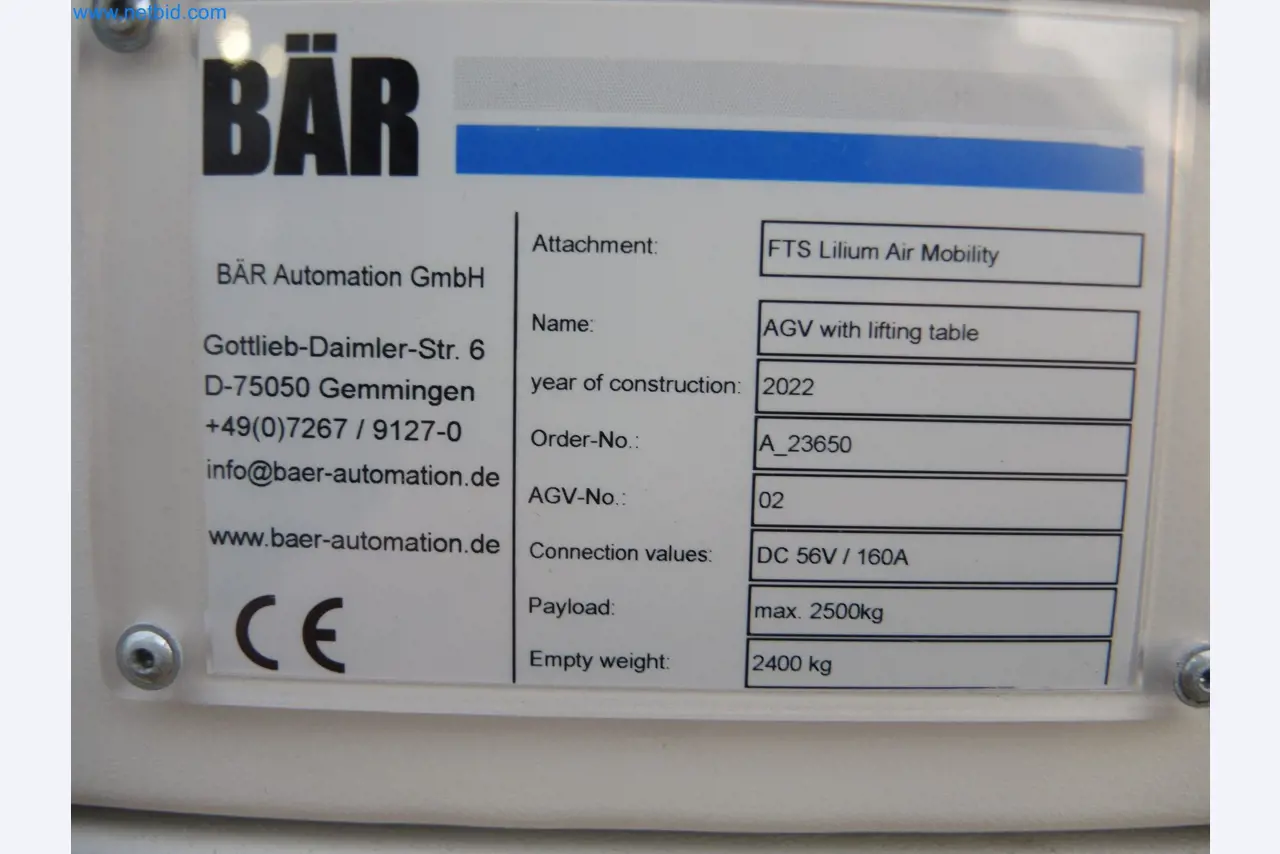 www.netbid.com
BÄR
BÄR Automation GmbH
Gottlieb-Daimler-Str. 6
D-75050 Gemmingen
+49(0)7267 / 9127-0
info@baer-automation.de
www.baer-automation.de
CE
Attachment: FTS Lilium Air Mobility
Name: AGV with lifting table
year of construction: 2022
Order-No.: A_23650
AGV-No.: 02
Connection values: DC 56V / 160A
Payload: max. 2500kg
Empty weight: 2400 kg